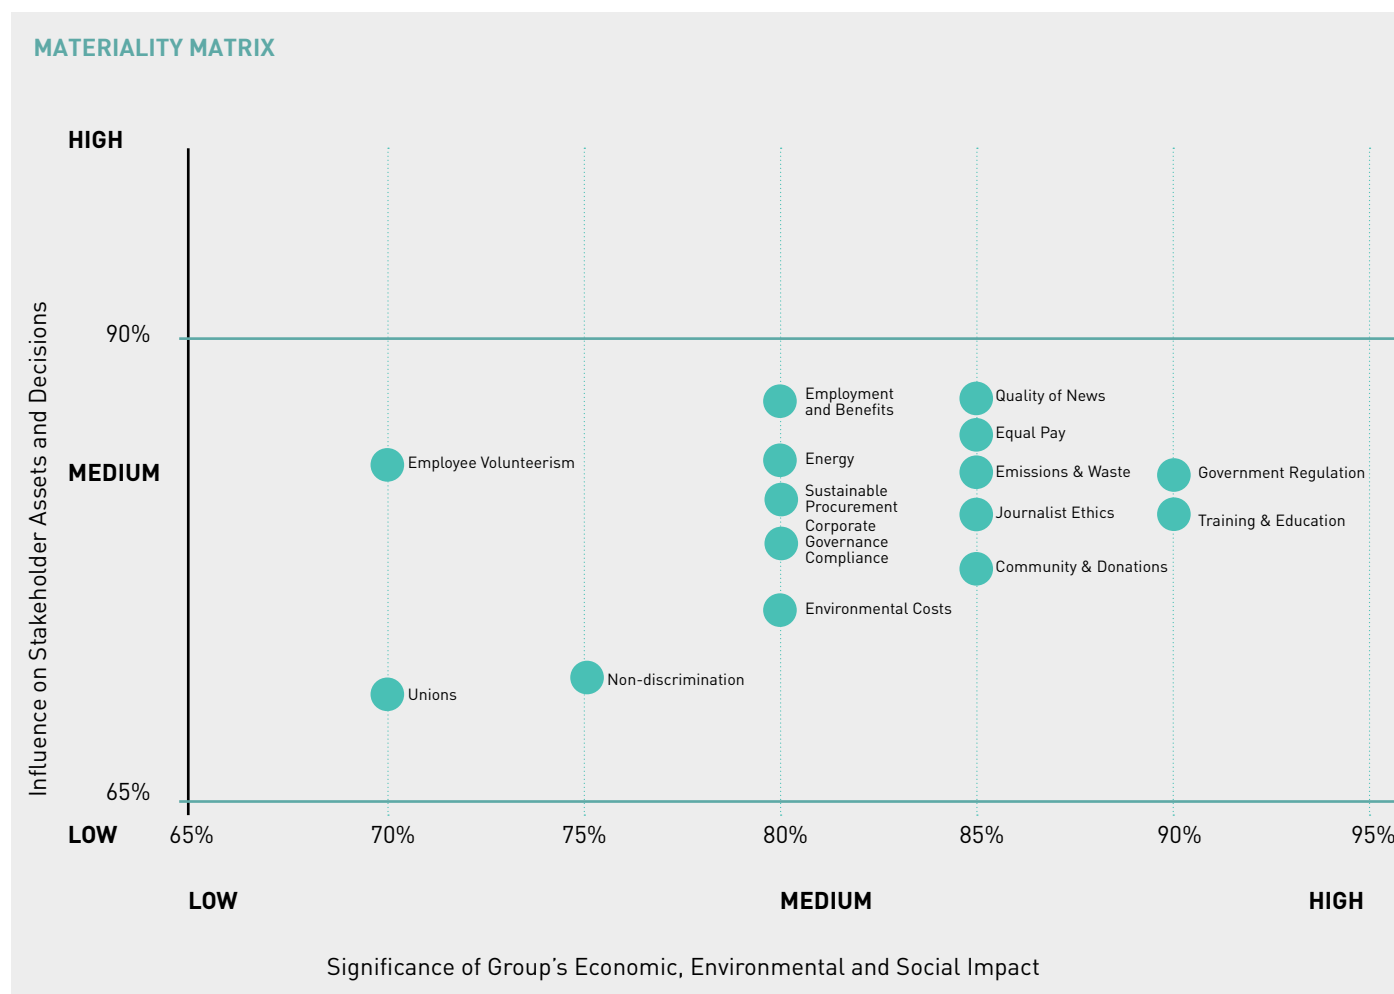 MATERIALITY MATRIX
HIGH
Influence on Stakeholder Assets and Decisions
90%
MEDIUM
65%
LOW
Employee Volunteerism
Unions
Non-discrimination
Employment
and Benefits
Energy
Sustainable
Procurement
Corporate
Governance
Compliance
Environmental Costs
Quality of News
Equal Pay
Emissions & Waste
Journalist Ethics
Community & Donations
Government Regulation
Training & Education
65%
70%
75%
80%
85%
90%
95%
LOW
MEDIUM
HIGH
Significance of Group’s Economic, Environmental and Social Impact